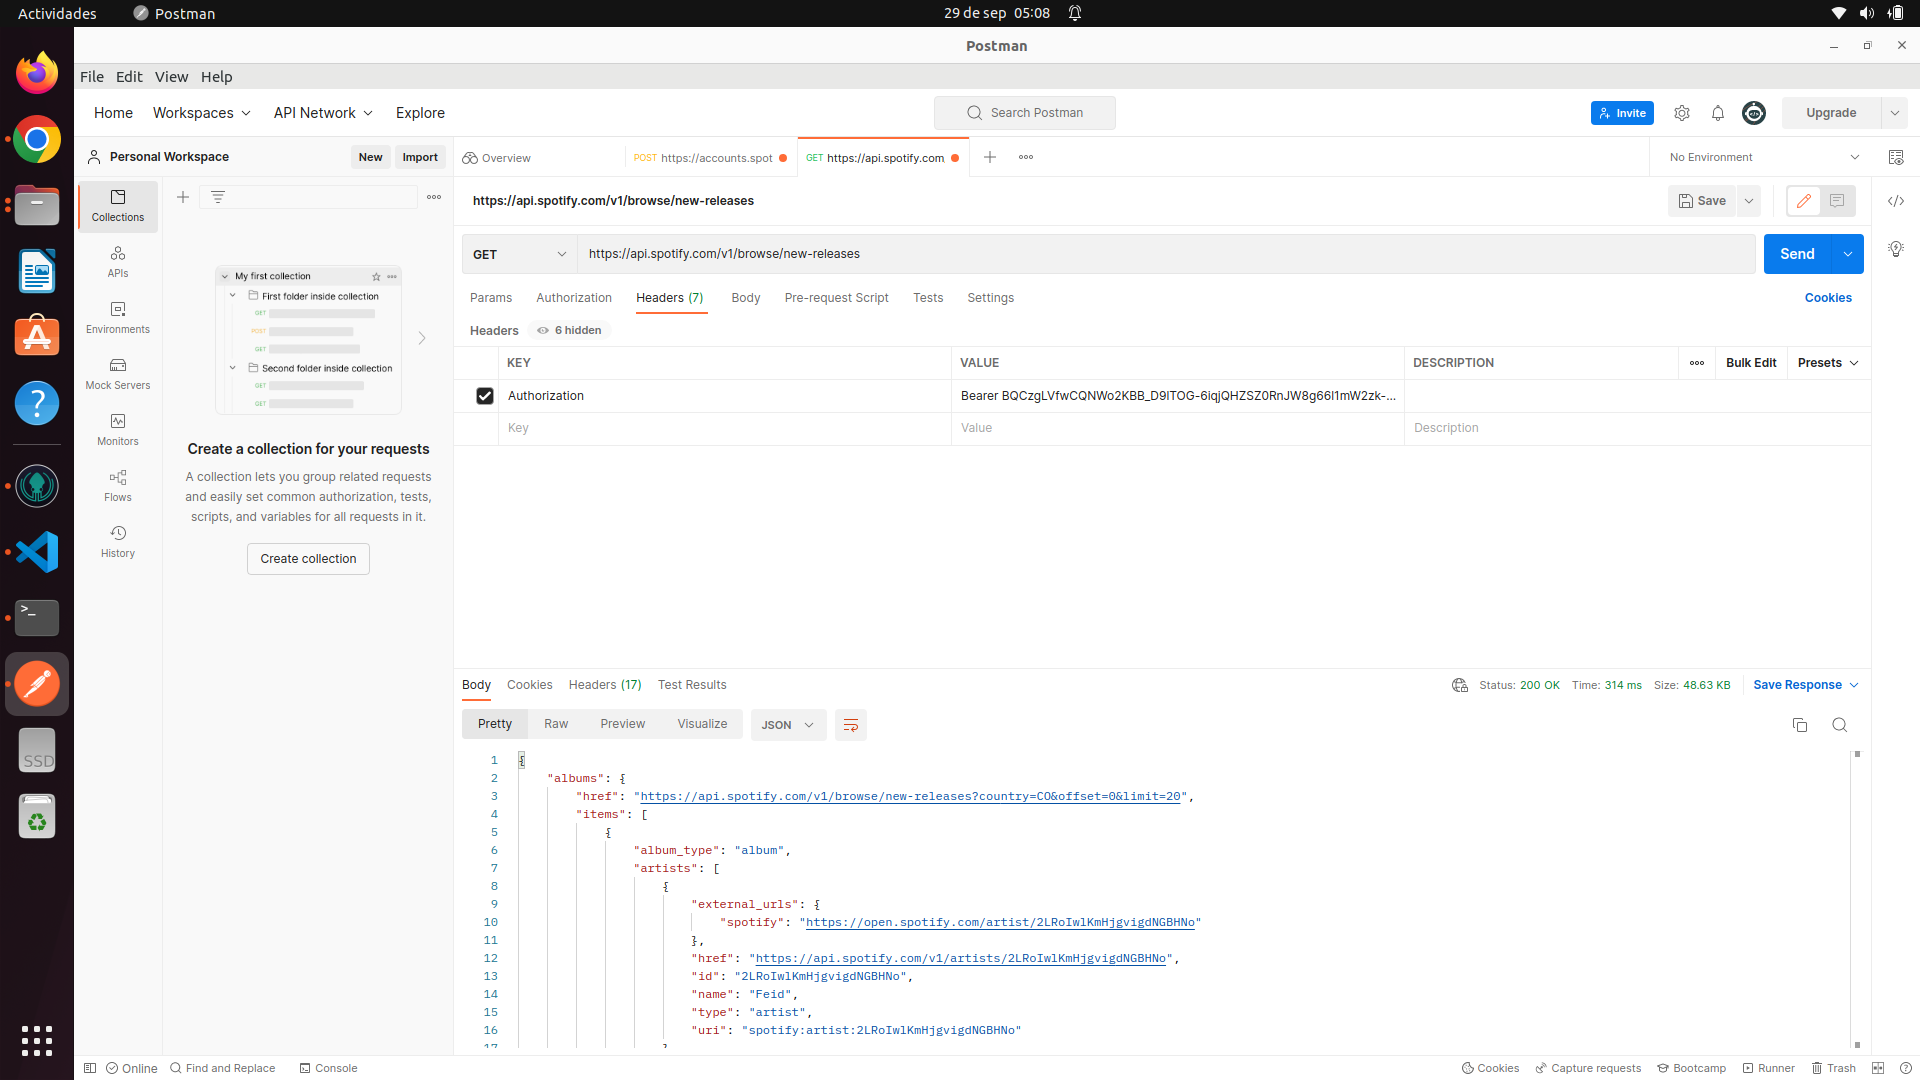 Actividades
Postman
29 de sep 05:08
Postman
File Edit View Help
Home Workspaces API Network Explore
Search Postman
Invite
Upgrade
Personal Workspace
New
Import
Overview
POST https://accounts.spot
GET https://api.spotify.com
No Environment
Collections
APIs
Environments
Mock Servers
Monitors
Flows
History
My first collection
First folder inside collection
GET
POST
GET
Second folder inside collection
GET
GET
Create a collection for your requests
A collection lets you group related requests
and easily set common authorization, tests,
scripts, and variables for all requests in it.
Create collection
https://api.spotify.com/v1/browse/new-releases
Save
GET
https://api.spotify.com/v1/browse/new-releases
Send
Params Authorization Headers (7) Body Pre-request Script Tests Settings
Cookies
Headers
6 hidden
KEY VALUE DESCRIPTION
Bulk Edit
Presets
Authorization
Bearer BQCzgLVfwCQNWo2KBB_D9ITOG-6iqjQHZSZ0RnJW8g66I1mW2zk-...
Key Value Description
Body Cookies Headers (17) Test Results
Status: 200 OK Time: 314 ms Size: 48.63 KB
Save Response
Pretty Raw Preview Visualize
JSON
1 {
2 "albums": {
3 "href": "https://api.spotify.com/v1/browse/new-releases?country=CO&offset=0&limit=20",
4 "items": [
5 {
6 "album_type": "album",
7 "artists": [
8 {
9 "external_urls": {
10 "spotify": "https://open.spotify.com/artist/2LRoIwlKmHjgvigdNGBHNo"
11 },
12 "href": "https://api.spotify.com/v1/artists/2LRoIwlKmHjgvigdNGBHNo",
13 "id": "2LRoIwlKmHjgvigdNGBHNo",
14 "name": "Feid",
15 "type": "artist",
16 "uri": "spotify:artist:2LRoIwlKmHjgvigdNGBHNo"
17 }
SSD
Online
Find and Replace
Console
Cookies
Capture requests
Bootcamp
Runner
Trash